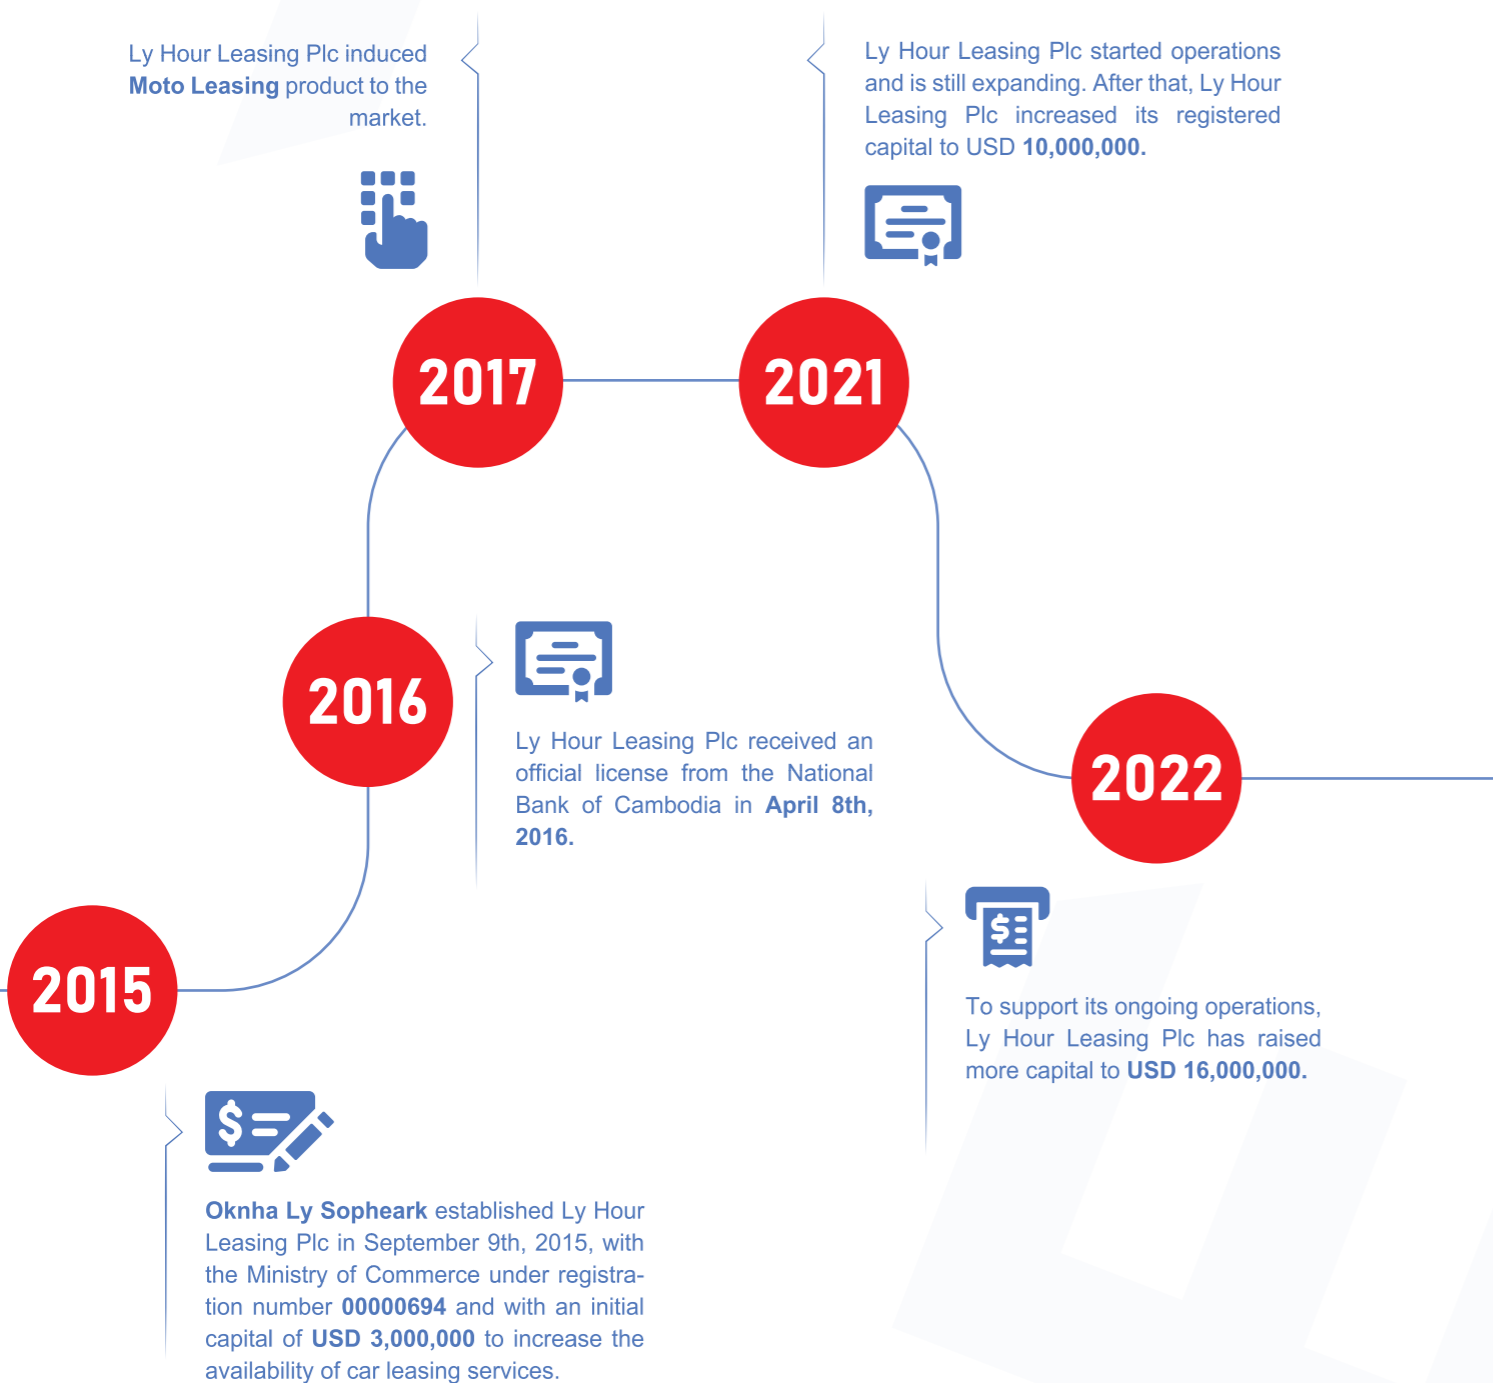 Ly Hour Leasing Plc induced
Moto Leasing product to the
market.
Ly Hour Leasing Plc started operations
and is still expanding. After that, Ly Hour
Leasing Plc increased its registered
capital to USD 10,000,000.
2017
2021
2016
Ly Hour Leasing Plc received an
official license from the National
Bank of Cambodia in April 8th,
2016.
2022
2015
To support its ongoing operations,
Ly Hour Leasing Plc has raised
more capital to USD 16,000,000.
$
$
Oknha Ly Sopheark established Ly Hour
Leasing Plc in September 9th, 2015, with
the Ministry of Commerce under registra-
tion number 00000694 and with an initial
capital of USD 3,000,000 to increase the
availability of car leasing services.